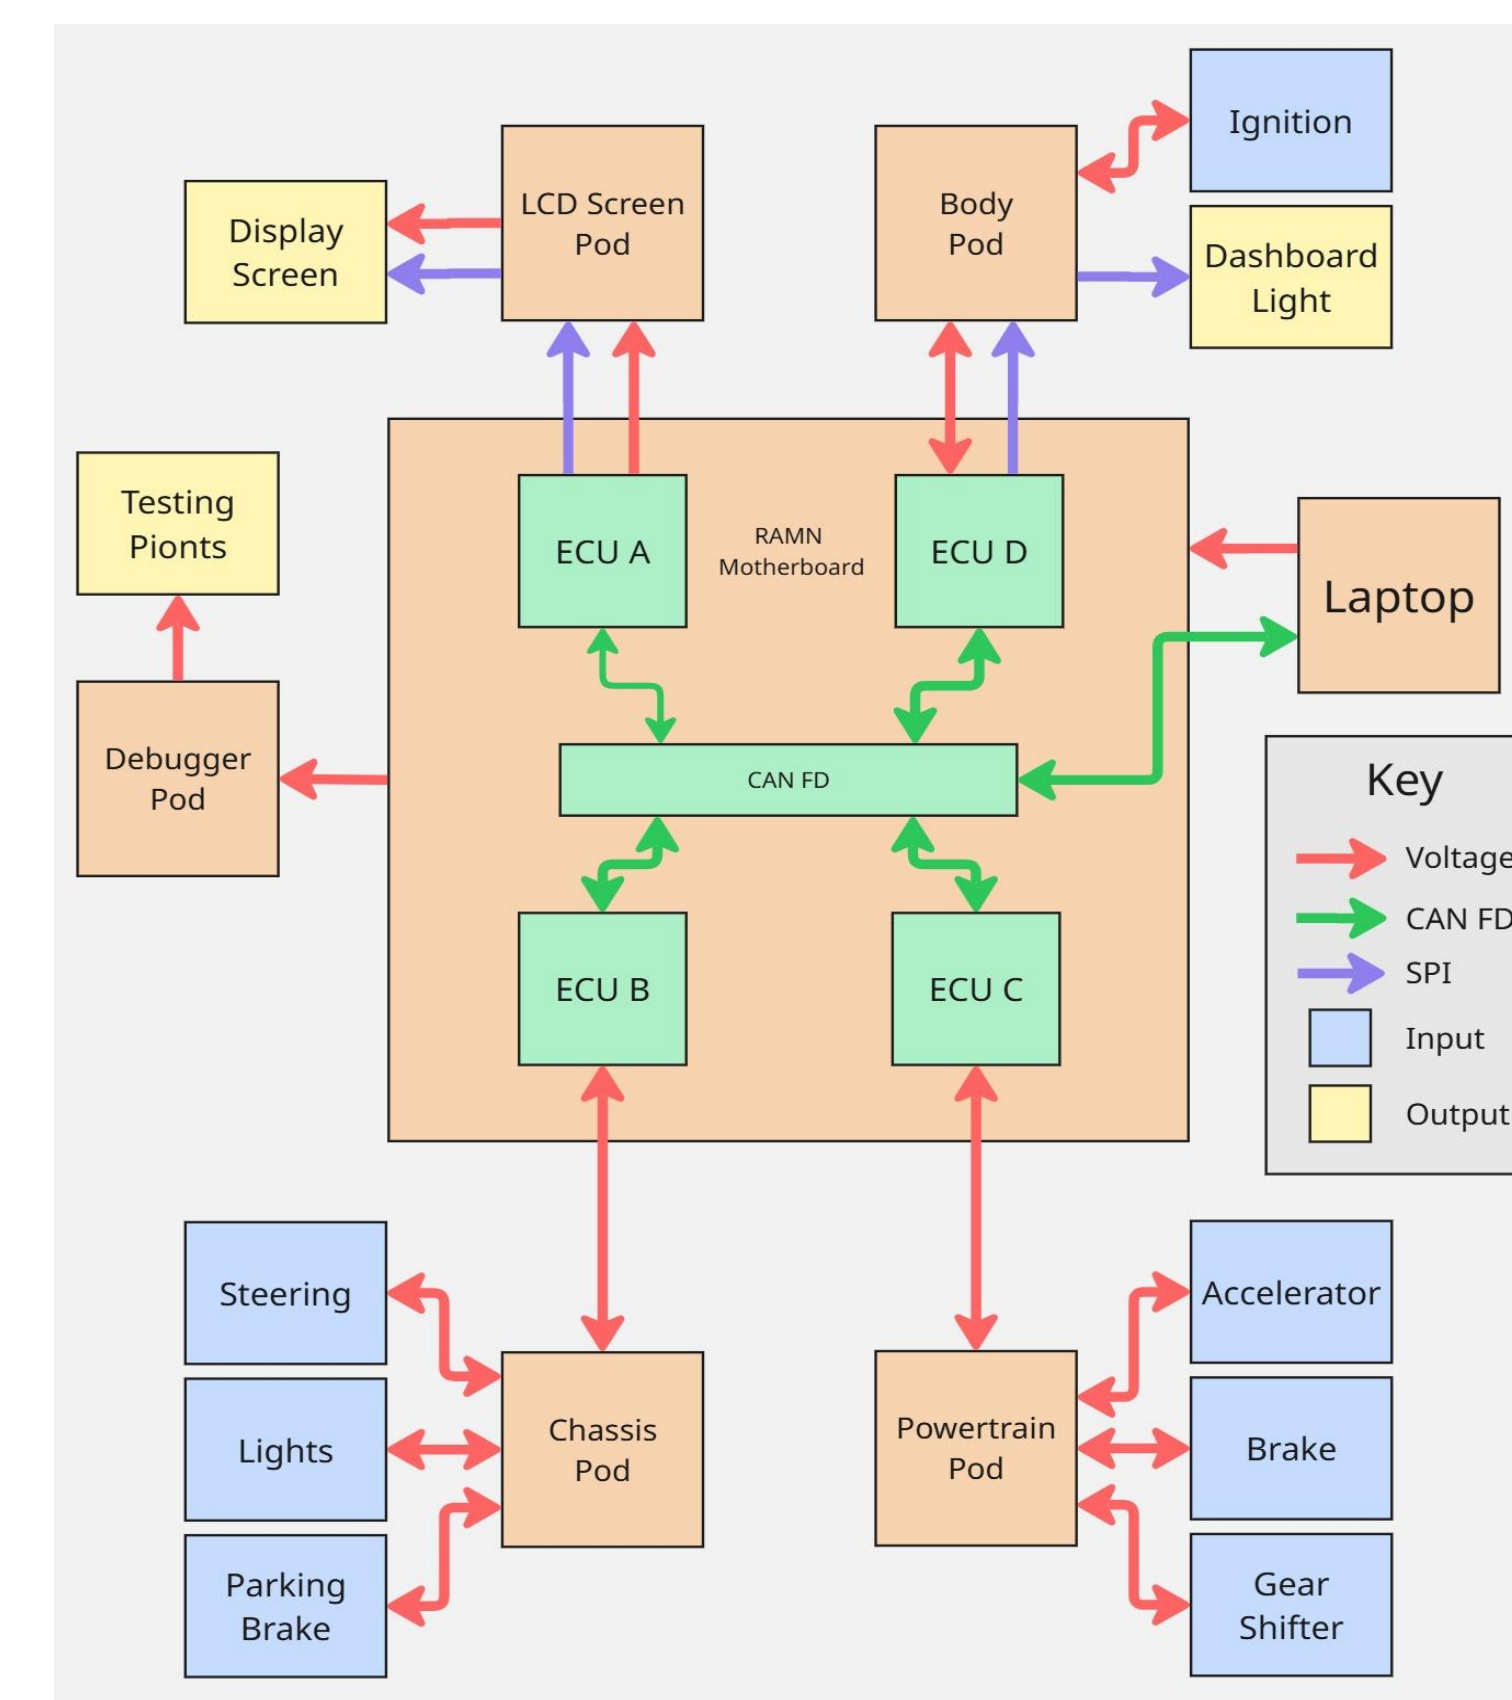 Ignition
LCD Screen
Pod
Body
Pod
Display
Screen
Dashboard
Light
Testing
Pionts
ECU A
RAMN
Motherboard
ECU D
Laptop
Debugger
Pod
CAN FD
Key
Voltage
CAN FD
SPI
Input
Output
ECU B
ECU C
Steering
Accelerator
Lights
Chassis
Pod
Powertrain
Pod
Brake
Parking
Brake
Gear
Shifter